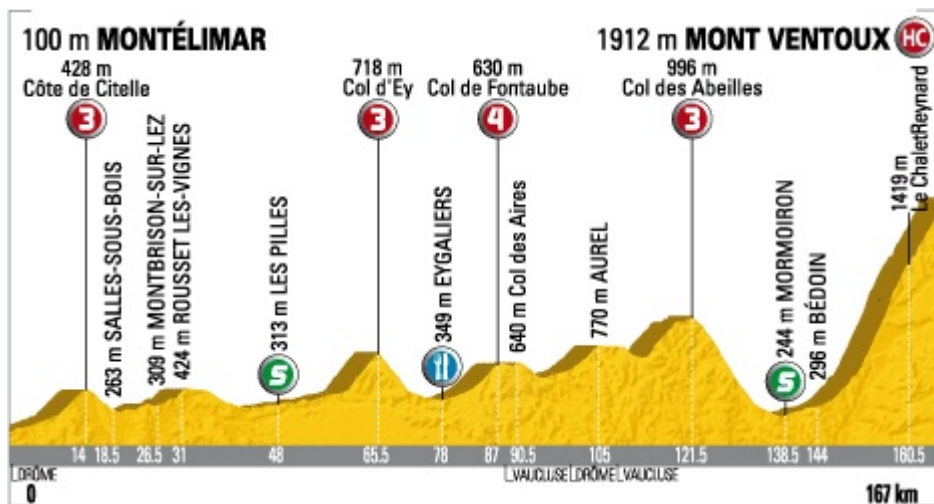 100 m MONTÉLIMAR
1912 m MONT VENTOUX HC
428 m
Côte de Citelle
3
718 m
Col d'Ey
3
630 m
Col de Fontaube
4
996 m
Col des Abeilles
3
263 m SALLES-SOUS-BOIS
309 m MONTBRISON-SUR-LEZ
424 m ROUSSET LES-VIGNES
313 m LES PILLES
S
349 m EYGALIERS
640 m Col des Aires
770 m AUREL
244 m MORMOIRON
S
296 m BÉDOIN
1419 m
Le ChaletReynard
14 18.5 26.5 31 48 65.5 78 87 90.5 105 121.5 138.5 144 160.5
DRÔME VAUCLUSE DRÔME VAUCLUSE
0 167 km